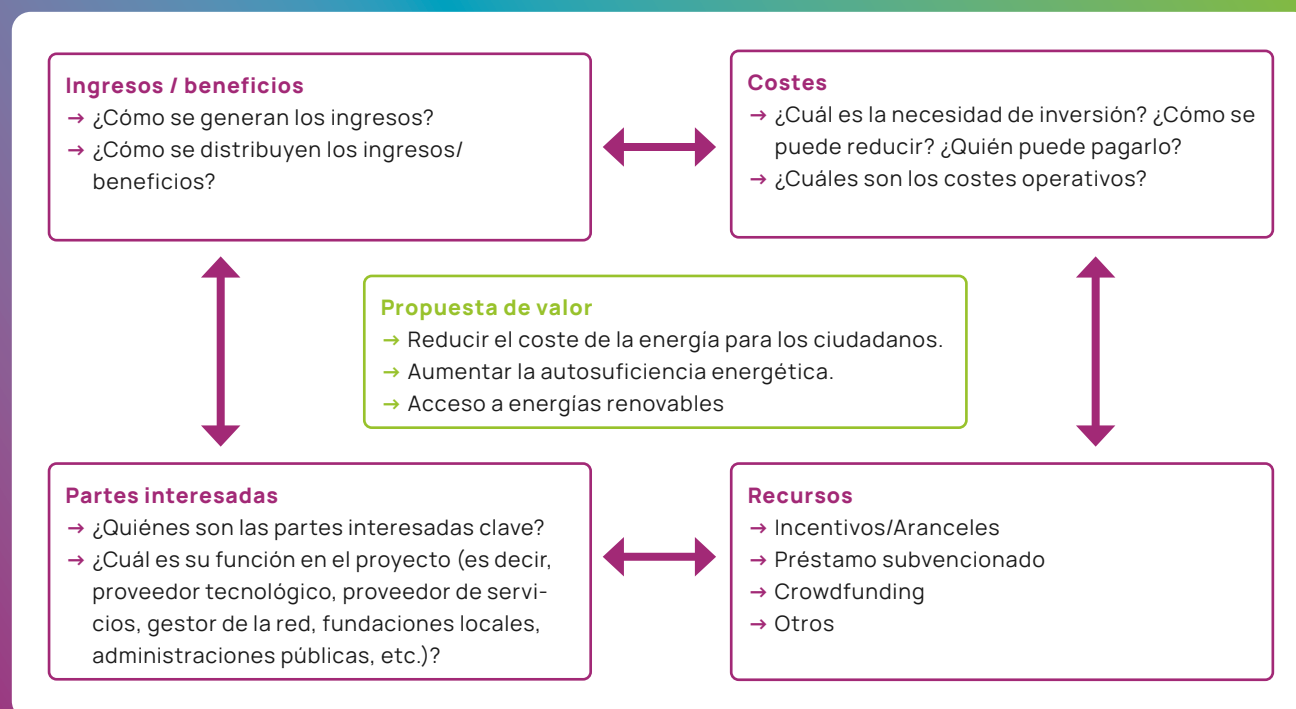 Ingresos / beneficios
→ ¿Cómo se generan los ingresos?
→ ¿Cómo se distribuyen los ingresos/
beneficios?
Costes
→ ¿Cuál es la necesidad de inversión? ¿Cómo se
puede reducir? ¿Quién puede pagarlo?
→ ¿Cuáles son los costes operativos?
Propuesta de valor
→ Reducir el coste de la energía para los ciudadanos.
→ Aumentar la autosuficiencia energética.
→ Acceso a energías renovables
Partes interesadas
→ ¿Quiénes son las partes interesadas clave?
→ ¿Cuál es su función en el proyecto (es decir,
proveedor tecnológico, proveedor de servi-
cios, gestor de la red, fundaciones locales,
administraciones públicas, etc.)?
Recursos
→ Incentivos/Aranceles
→ Préstamo subvencionado
→ Crowdfunding
→ Otros